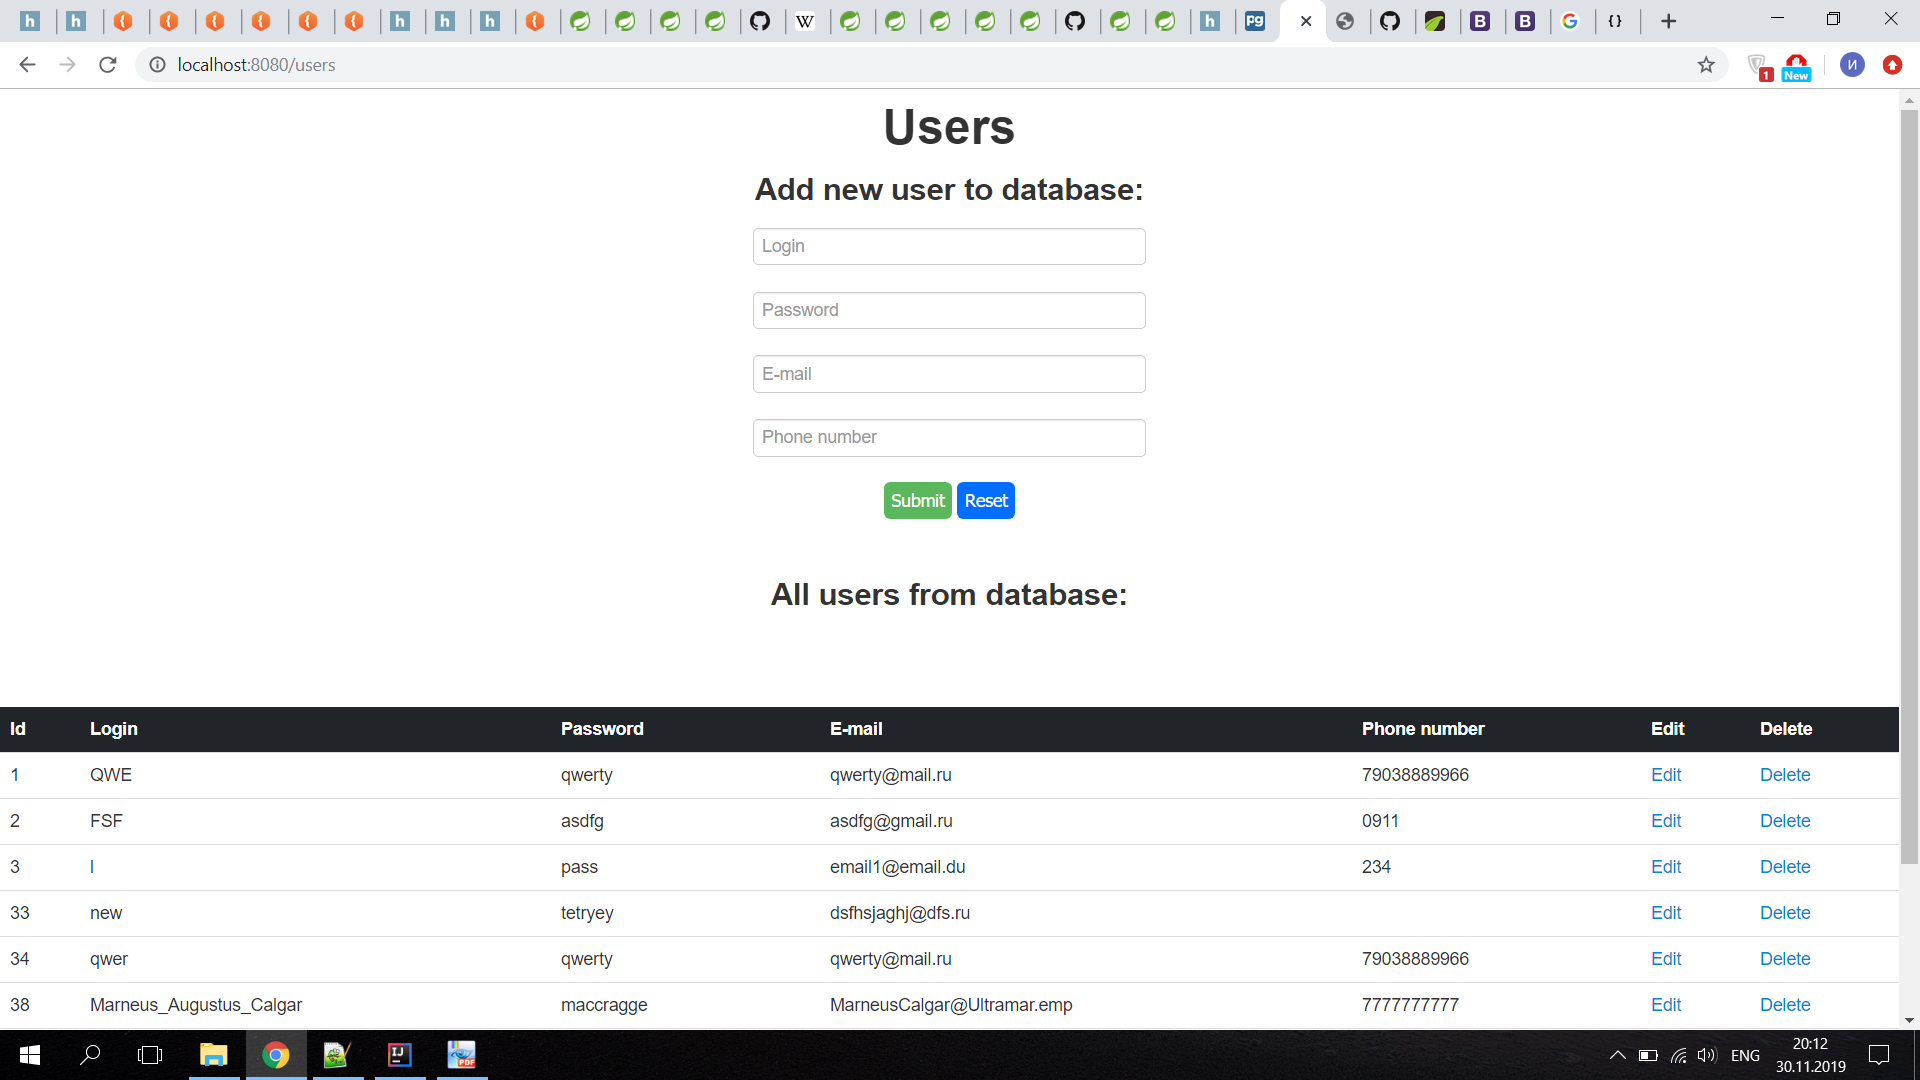 localhost:8080/users
1
New
И
Users
Add new user to database:
Login
Password
E-mail
Phone number
Submit Reset
All users from database:
Id Login Password E-mail Phone number Edit Delete
1 QWE qwerty qwerty@mail.ru 79038889966 Edit Delete
2 FSF asdfg asdfg@gmail.ru 0911 Edit Delete
3 l pass email1@email.du 234 Edit Delete
33 new tetryey dsfhsjaghj@dfs.ru Edit Delete
34 qwer qwerty qwerty@mail.ru 79038889966 Edit Delete
38 Marneus_Augustus_Calgar maccragge MarneusCalgar@Ultramar.emp 7777777777 Edit Delete
ENG
20:12
30.11.2019